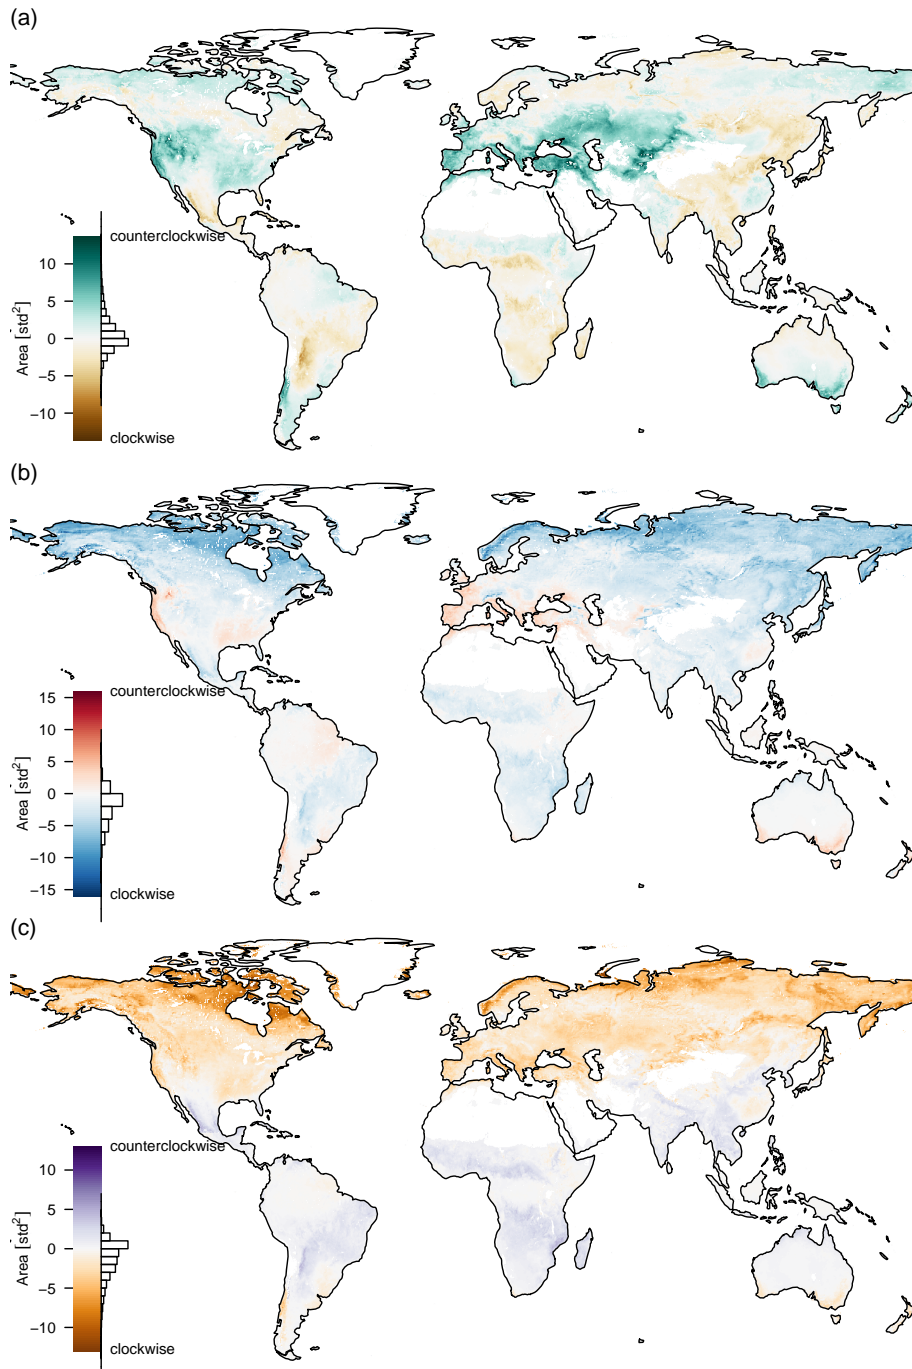 (a)
counterclockwise
10
5
0
−5
−10
Area [std²]
clockwise
(b)
counterclockwise
15
10
5
0
−5
−10
−15
Area [std²]
clockwise
(c)
counterclockwise
10
5
0
−5
−10
Area [std²]
clockwise